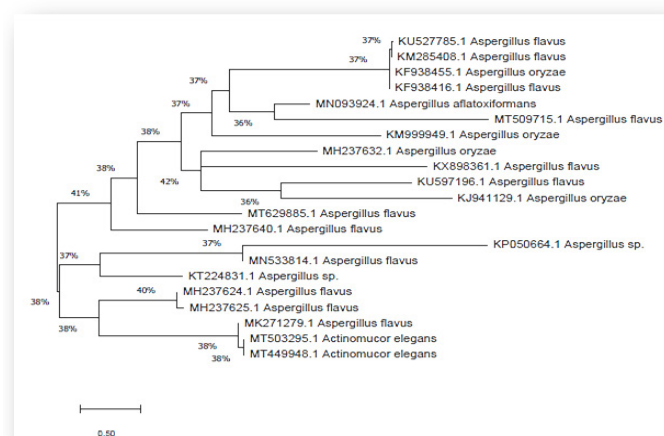 37% KU527785.1 Aspergillus flavus
37% KM285408.1 Aspergillus flavus
KF938455.1 Aspergillus oryzae
37% KF938416.1 Aspergillus flavus
37% MN093924.1 Aspergillus aflatoxiformans
36% MT509715.1 Aspergillus flavus
38% KM999949.1 Aspergillus oryzae
MH237632.1 Aspergillus oryzae
38% KX898361.1 Aspergillus flavus
42% KU597196.1 Aspergillus flavus
41% 36% KJ941129.1 Aspergillus oryzae
MT629885.1 Aspergillus flavus
MH237640.1 Aspergillus flavus
37% KP050664.1 Aspergillus sp.
37% MN533814.1 Aspergillus flavus
KT224831.1 Aspergillus sp.
40% MH237624.1 Aspergillus flavus
38% MH237625.1 Aspergillus flavus
38% MK271279.1 Aspergillus flavus
38% MT503295.1 Actinomucor elegans
38% MT449948.1 Actinomucor elegans
0.50